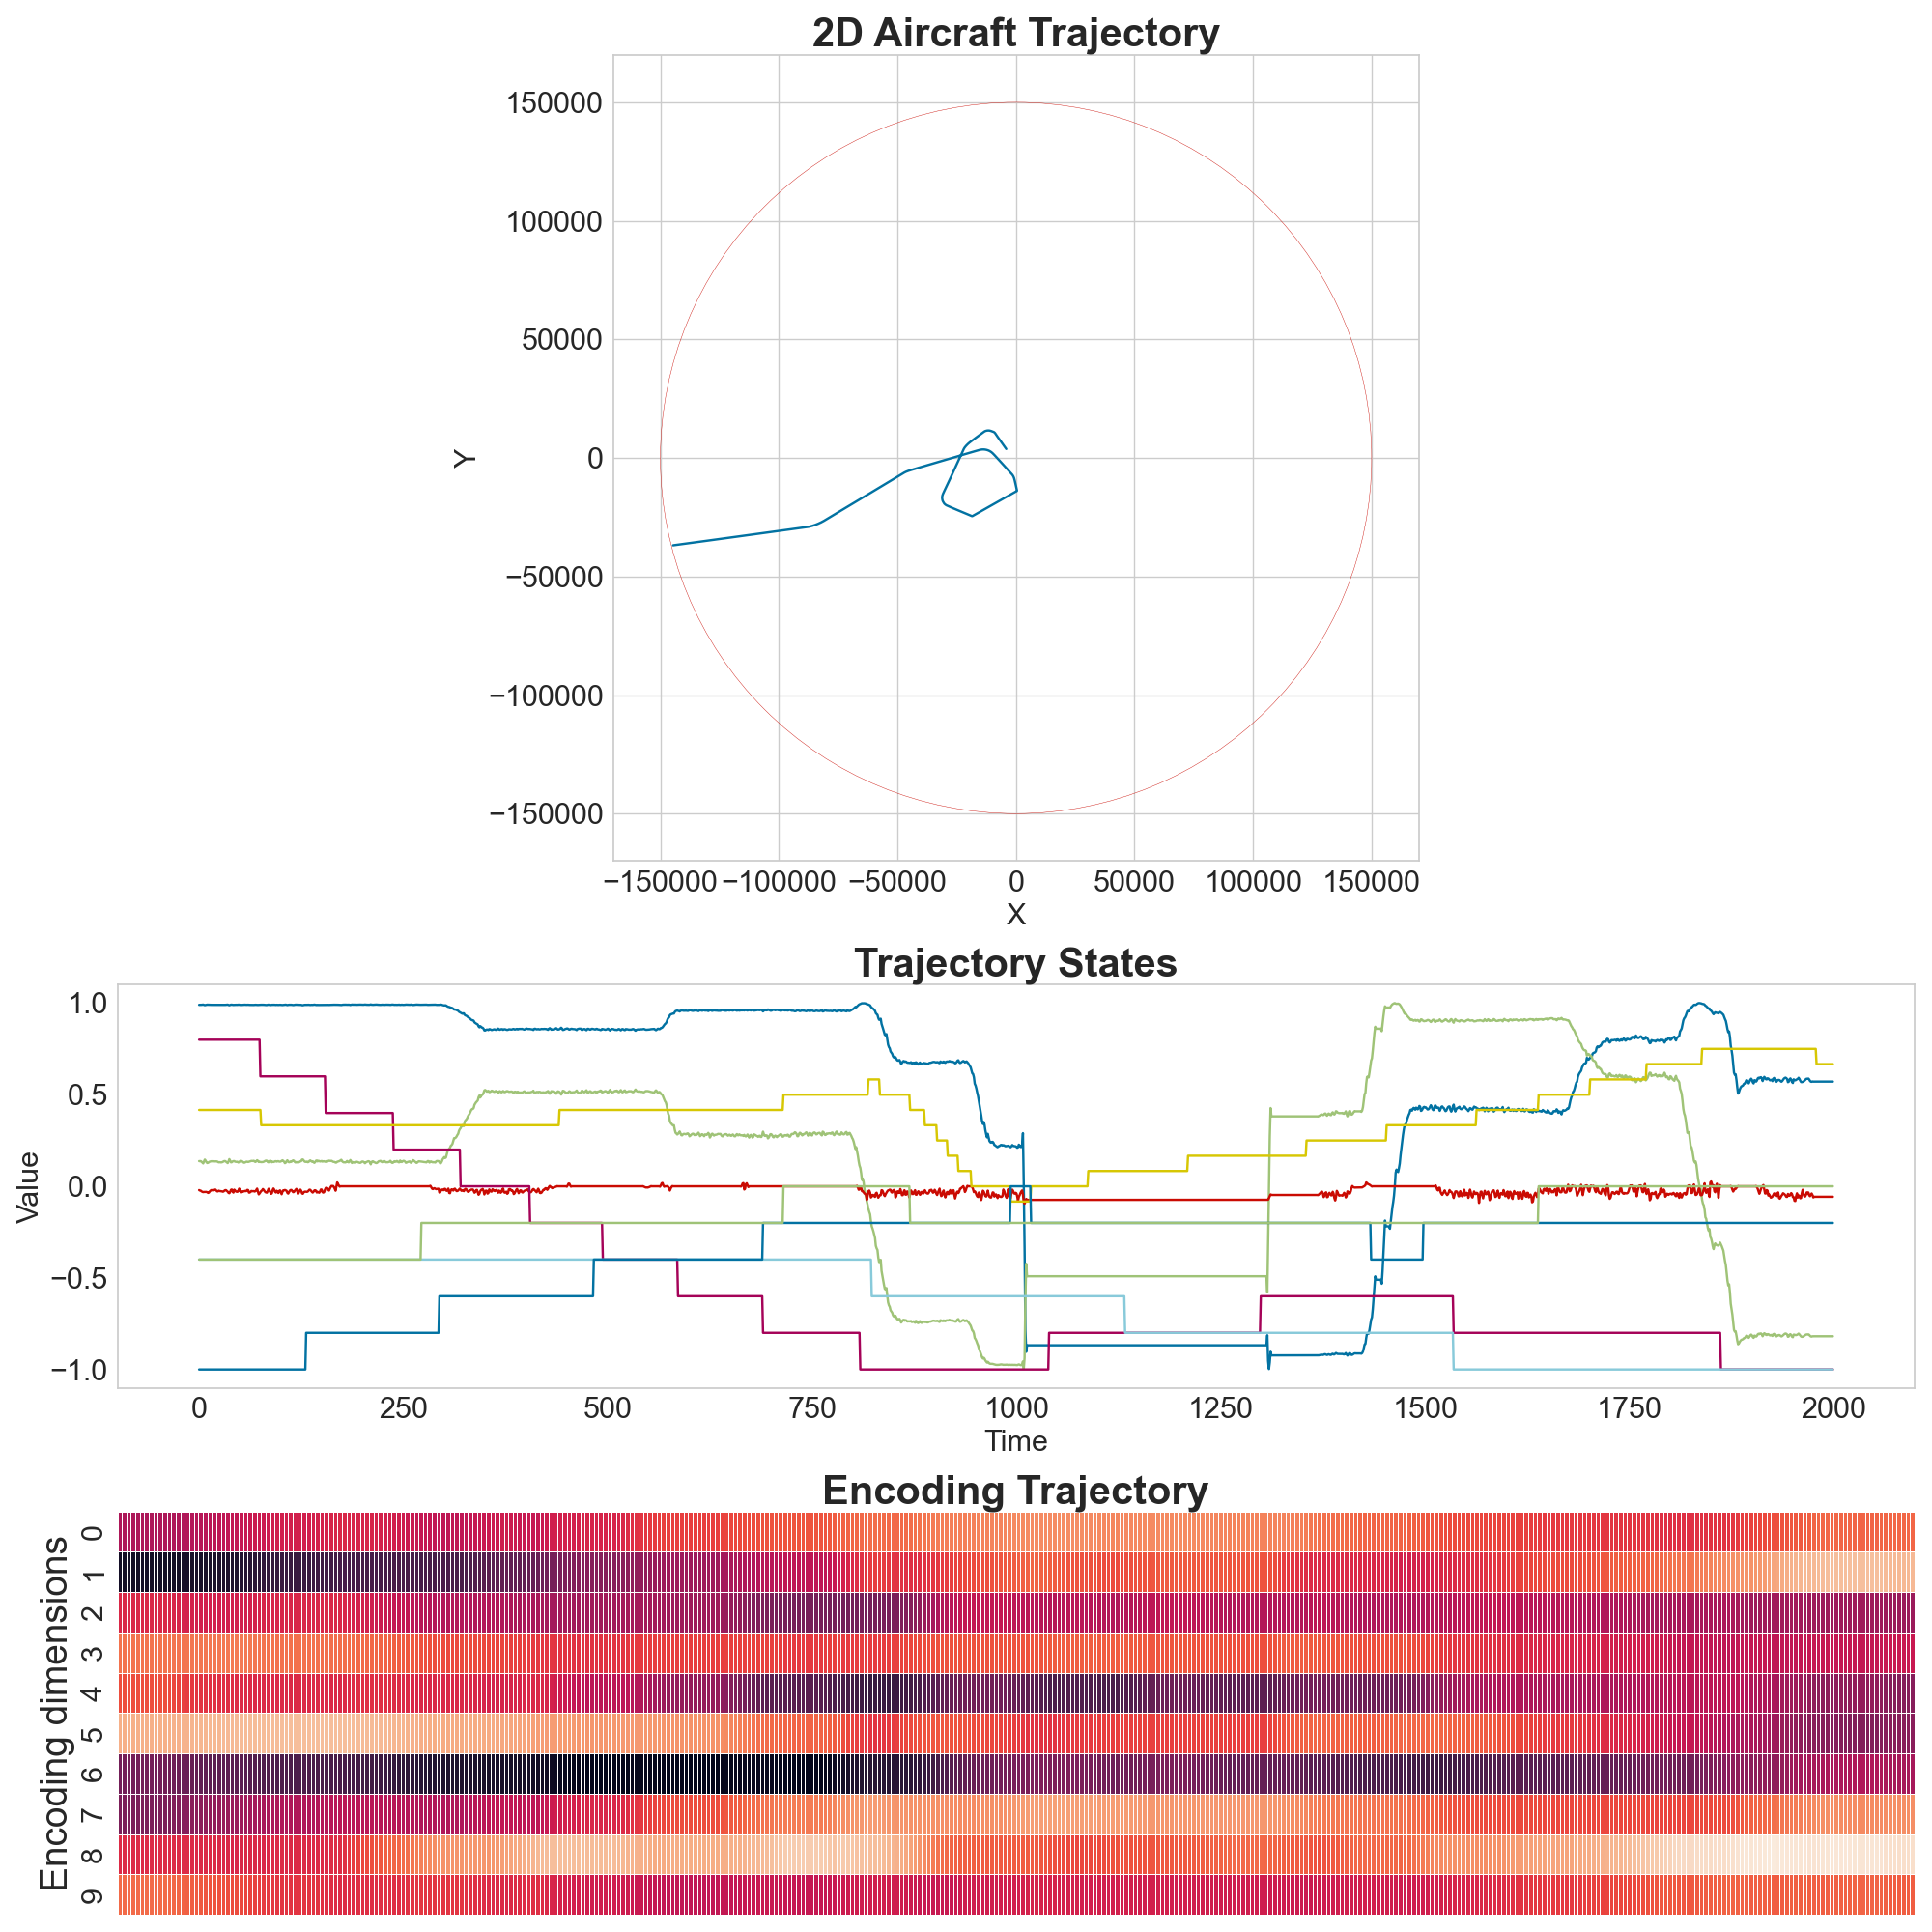 2D Aircraft Trajectory
150000
100000
50000
0
−50000
−100000
−150000
Y
−150000 −100000 −50000 0 50000 100000 150000
X
Trajectory States
1.0
0.5
0.0
−0.5
−1.0
Value
0 250 500 750 1000 1250 1500 1750 2000
Time
Encoding Trajectory
0
1
2
3
4
5
6
7
8
9
Encoding dimensions